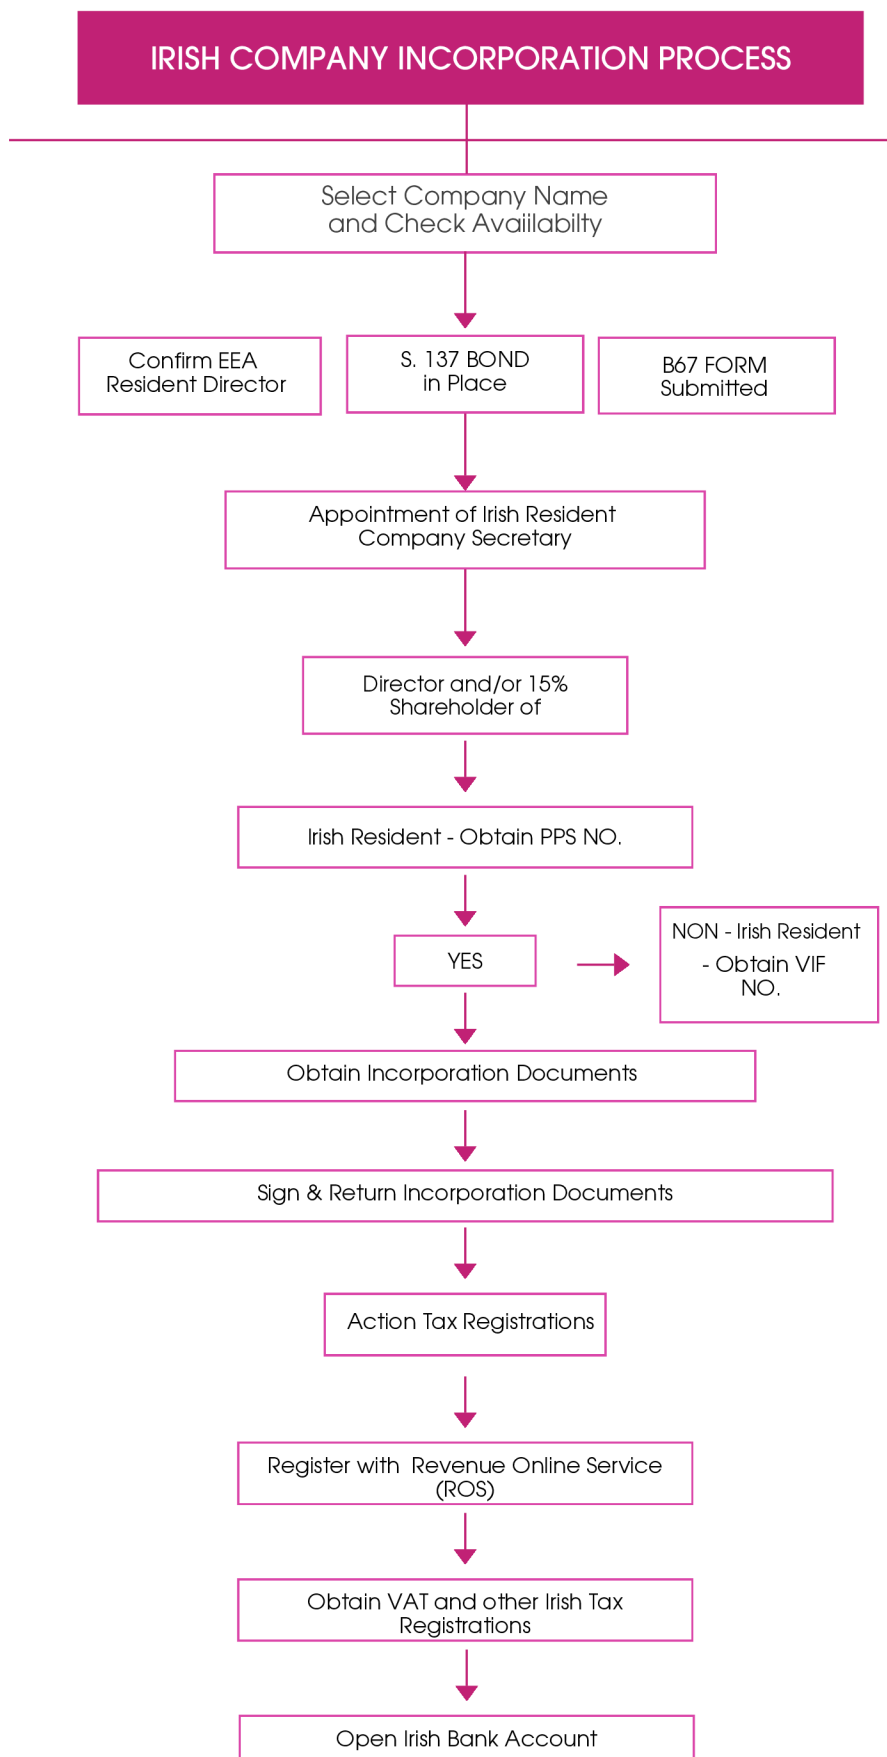 IRISH COMPANY INCORPORATION PROCESS
Select Company Name
and Check Avaiilabilty
Confirm EEA
Resident Director
S. 137 BOND
in Place
B67 FORM
Submitted
Appointment of Irish Resident
Company Secretary
Director and/or 15%
Shareholder of
Irish Resident - Obtain PPS NO.
YES
NON - Irish Resident
- Obtain VIF
NO.
Obtain Incorporation Documents
Sign & Return Incorporation Documents
Action Tax Registrations
Register with Revenue Online Service
(ROS)
Obtain VAT and other Irish Tax
Registrations
Open Irish Bank Account